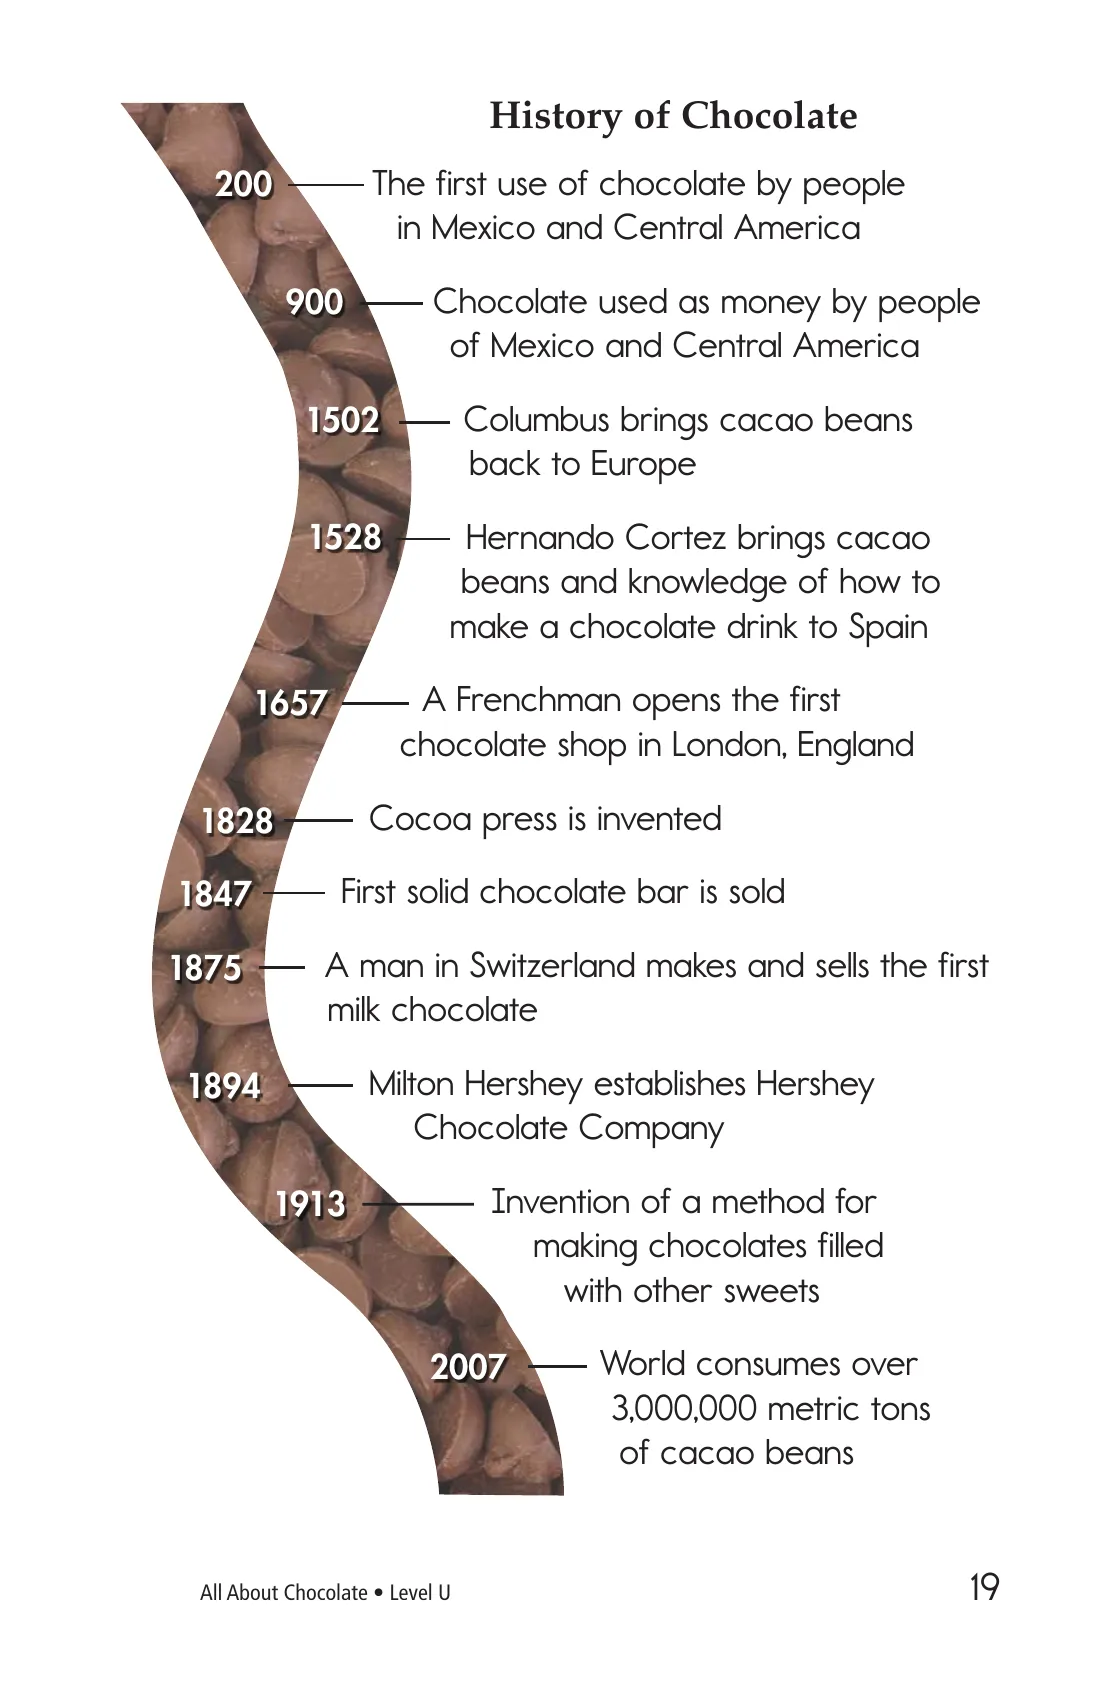 History of Chocolate
200 The first use of chocolate by people
in Mexico and Central America
900 Chocolate used as money by people
of Mexico and Central America
1502 Columbus brings cacao beans
back to Europe
1528 Hernando Cortez brings cacao
beans and knowledge of how to
make a chocolate drink to Spain
1657 A Frenchman opens the first
chocolate shop in London, England
1828 Cocoa press is invented
1847 First solid chocolate bar is sold
1875 A man in Switzerland makes and sells the first
milk chocolate
1894 Milton Hershey establishes Hershey
Chocolate Company
1913 Invention of a method for
making chocolates filled
with other sweets
2007 World consumes over
3,000,000 metric tons
of cacao beans
All About Chocolate • Level U 19